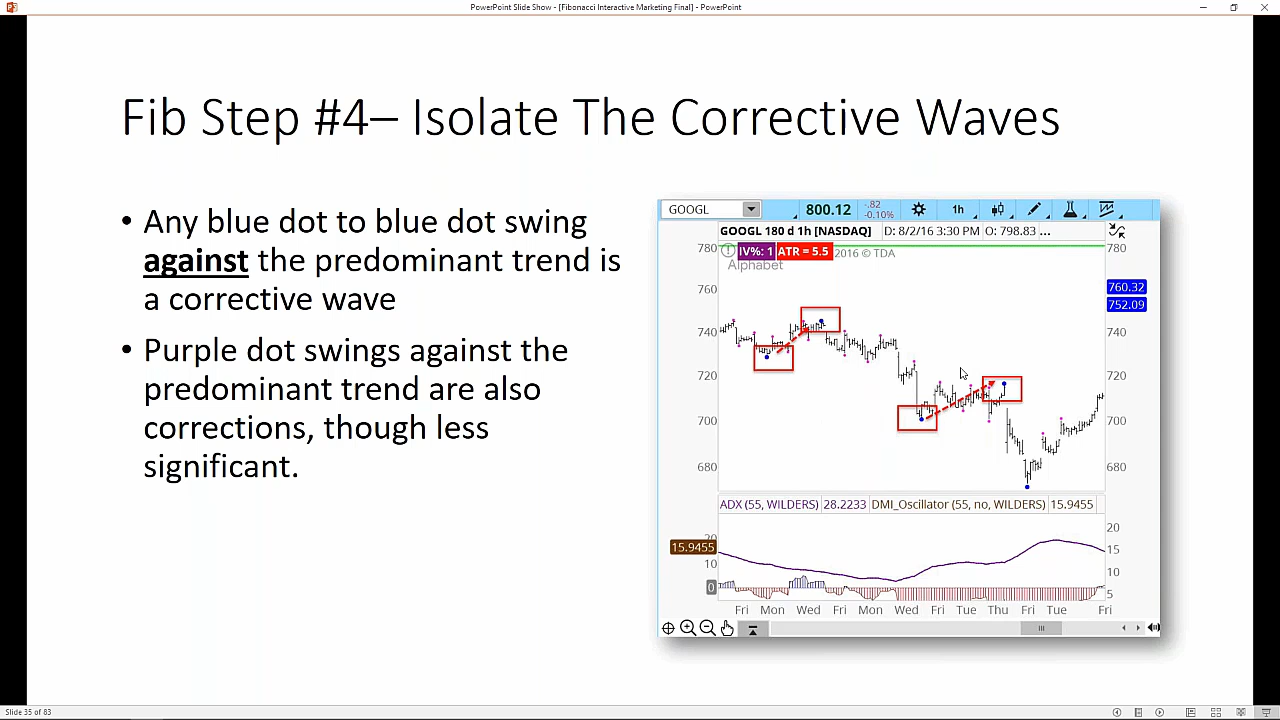 PowerPoint Slide Show - [Fibonacci Interactive Marketing Final] - PowerPoint
Fib Step #4– Isolate The Corrective Waves
• Any blue dot to blue dot swing
against the predominant trend is
a corrective wave
• Purple dot swings against the
predominant trend are also
corrections, though less
significant.
GOOGL 800.12 -.82 -0.10% 1h
GOOGL 180 d 1h [NASDAQ] D: 8/2/16 3:30 PM O: 798.83 ...
780 IV%: 1 ATR = 5.5 2016 © TDA 780
Alphabet
760 760.32
752.09
740 740
720 720
700 700
680 680
ADX (55, WILDERS) 28.2233 DMI_Oscillator (55, no, WILDERS) 15.9455
20 20
15.9455 15
10 10
0 5
Fri Mon Wed Fri Mon Wed Fri Tue Thu Fri Tue Fri
Slide 35 of 83